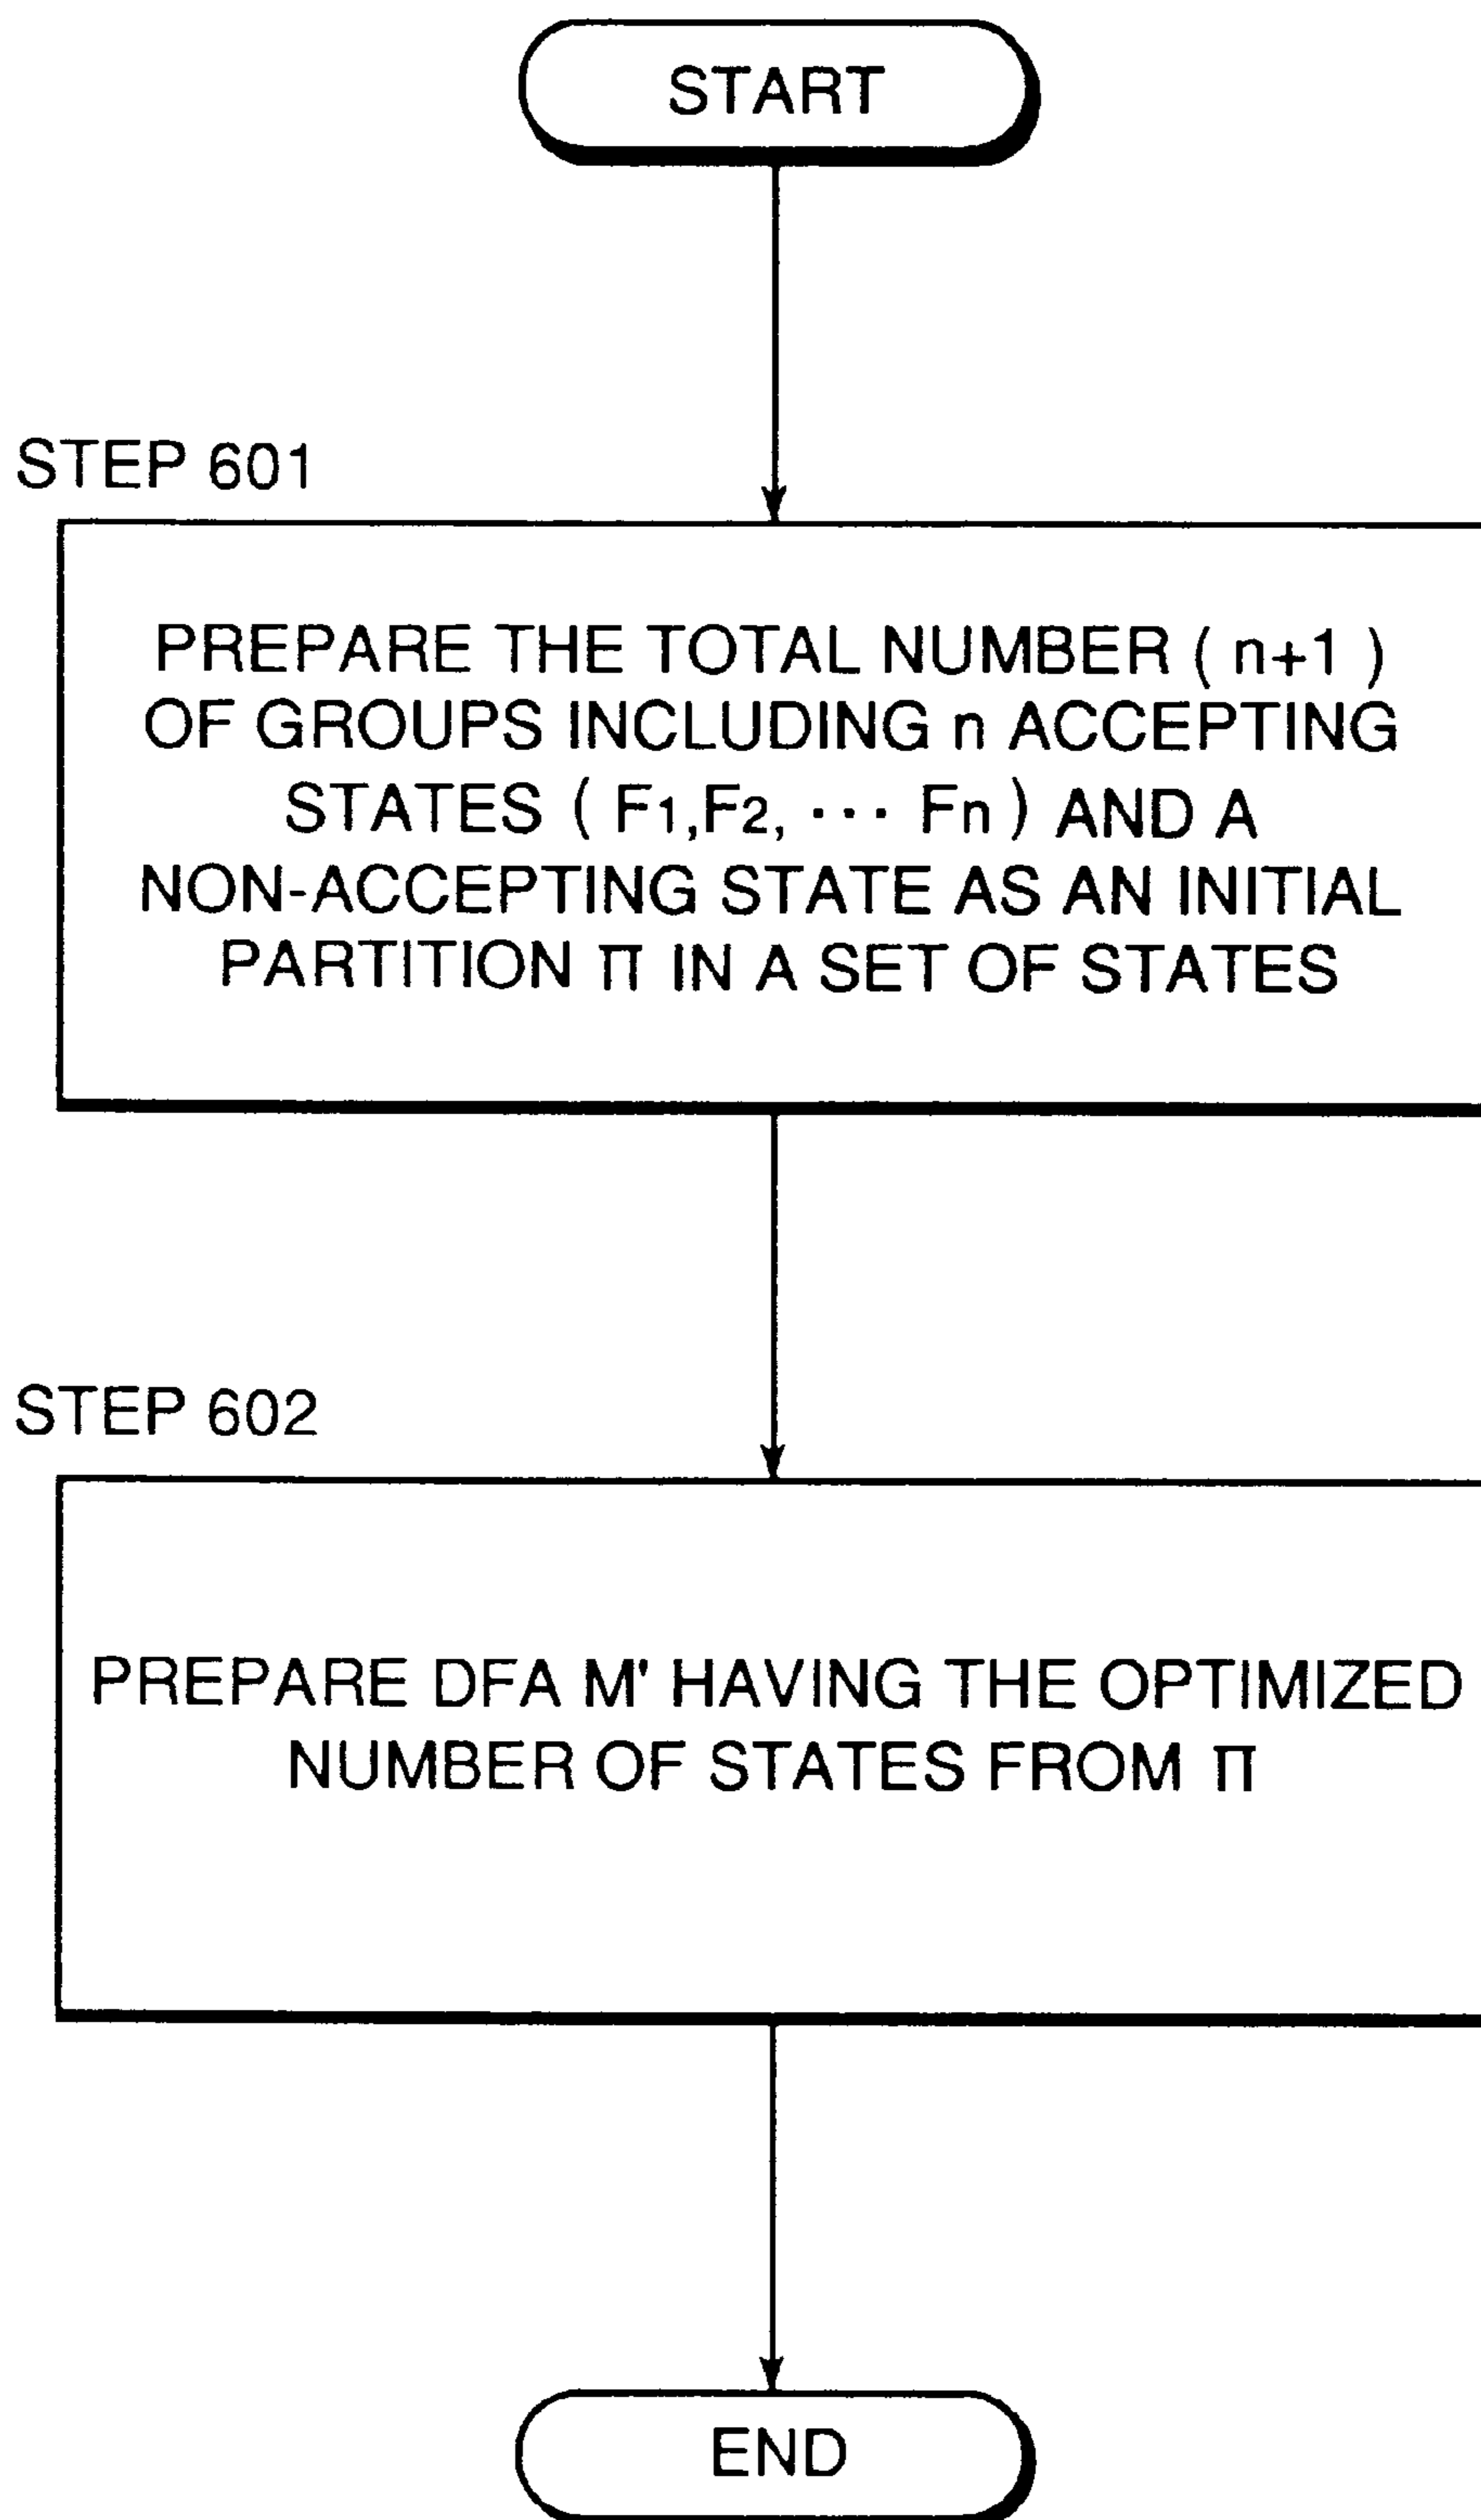 START
STEP 601
PREPARE THE TOTAL NUMBER ( n+1 )
OF GROUPS INCLUDING n ACCEPTING
STATES ( F1,F2, ··· Fn ) AND A
NON-ACCEPTING STATE AS AN INITIAL
PARTITION Π IN A SET OF STATES
STEP 602
PREPARE DFA M' HAVING THE OPTIMIZED
NUMBER OF STATES FROM Π
END